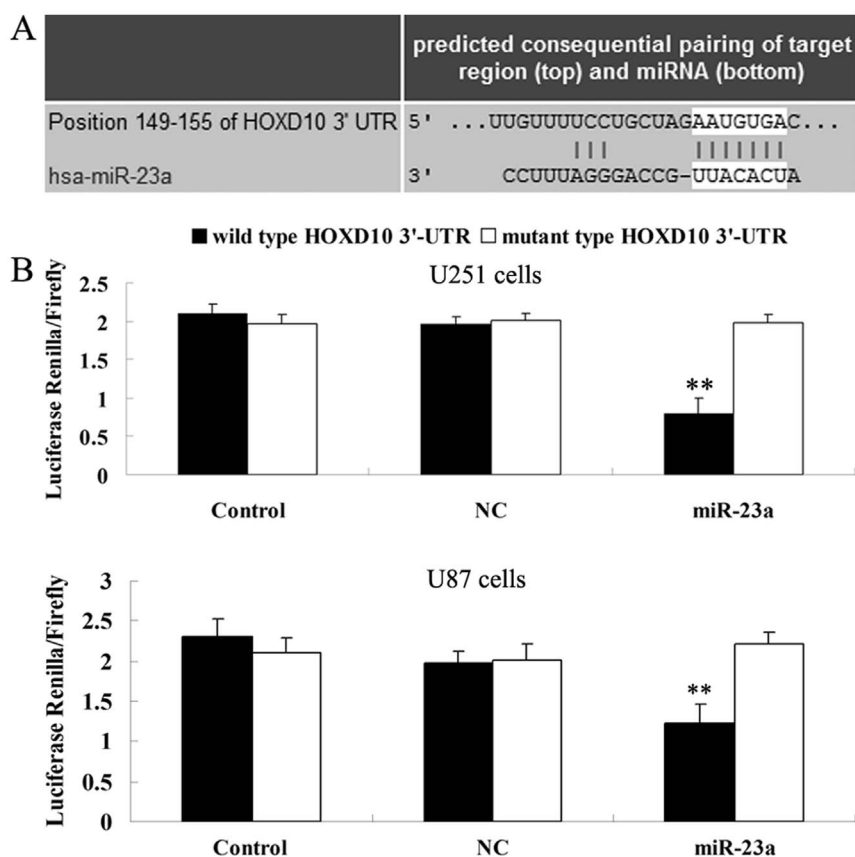 A
predicted consequential pairing of target
region (top) and miRNA (bottom)
Position 149-155 of HOXD10 3' UTR 5' ...UUGUUUUCCUGCUAGAAUGUGAC...
hsa-miR-23a 3' CCUUUAGGGACCG-UUACACUA
wild type HOXD10 3'-UTR mutant type HOXD10 3'-UTR
B
U251 cells
Luciferase Renilla/Firefly
2.5
2
1.5
1
0.5
0
**
Control NC miR-23a
U87 cells
Luciferase Renilla/Firefly
3
2.5
2
1.5
1
0.5
0
**
Control NC miR-23a